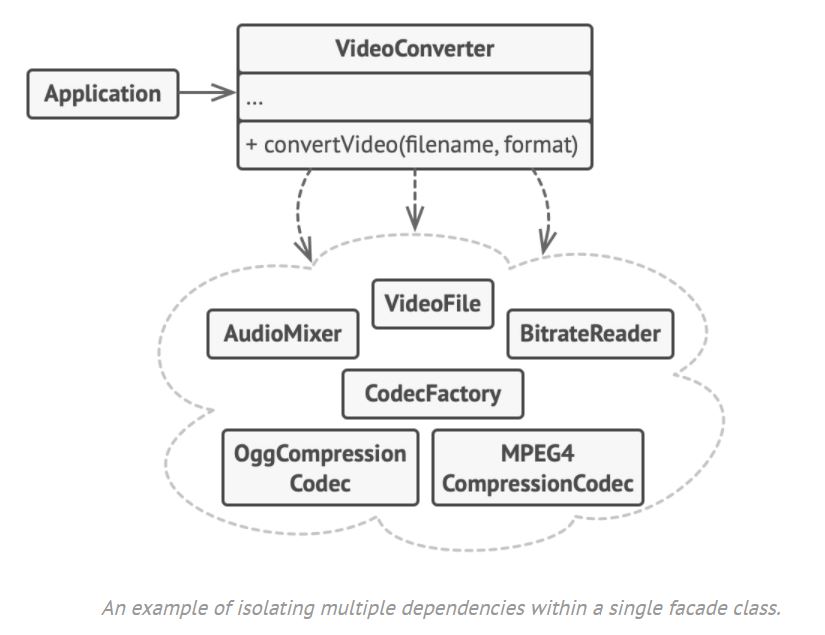 VideoConverter
Application
...
+ convertVideo(filename, format)
VideoFile
AudioMixer
BitrateReader
CodecFactory
OggCompression
Codec
MPEG4
CompressionCodec
An example of isolating multiple dependencies within a single facade class.